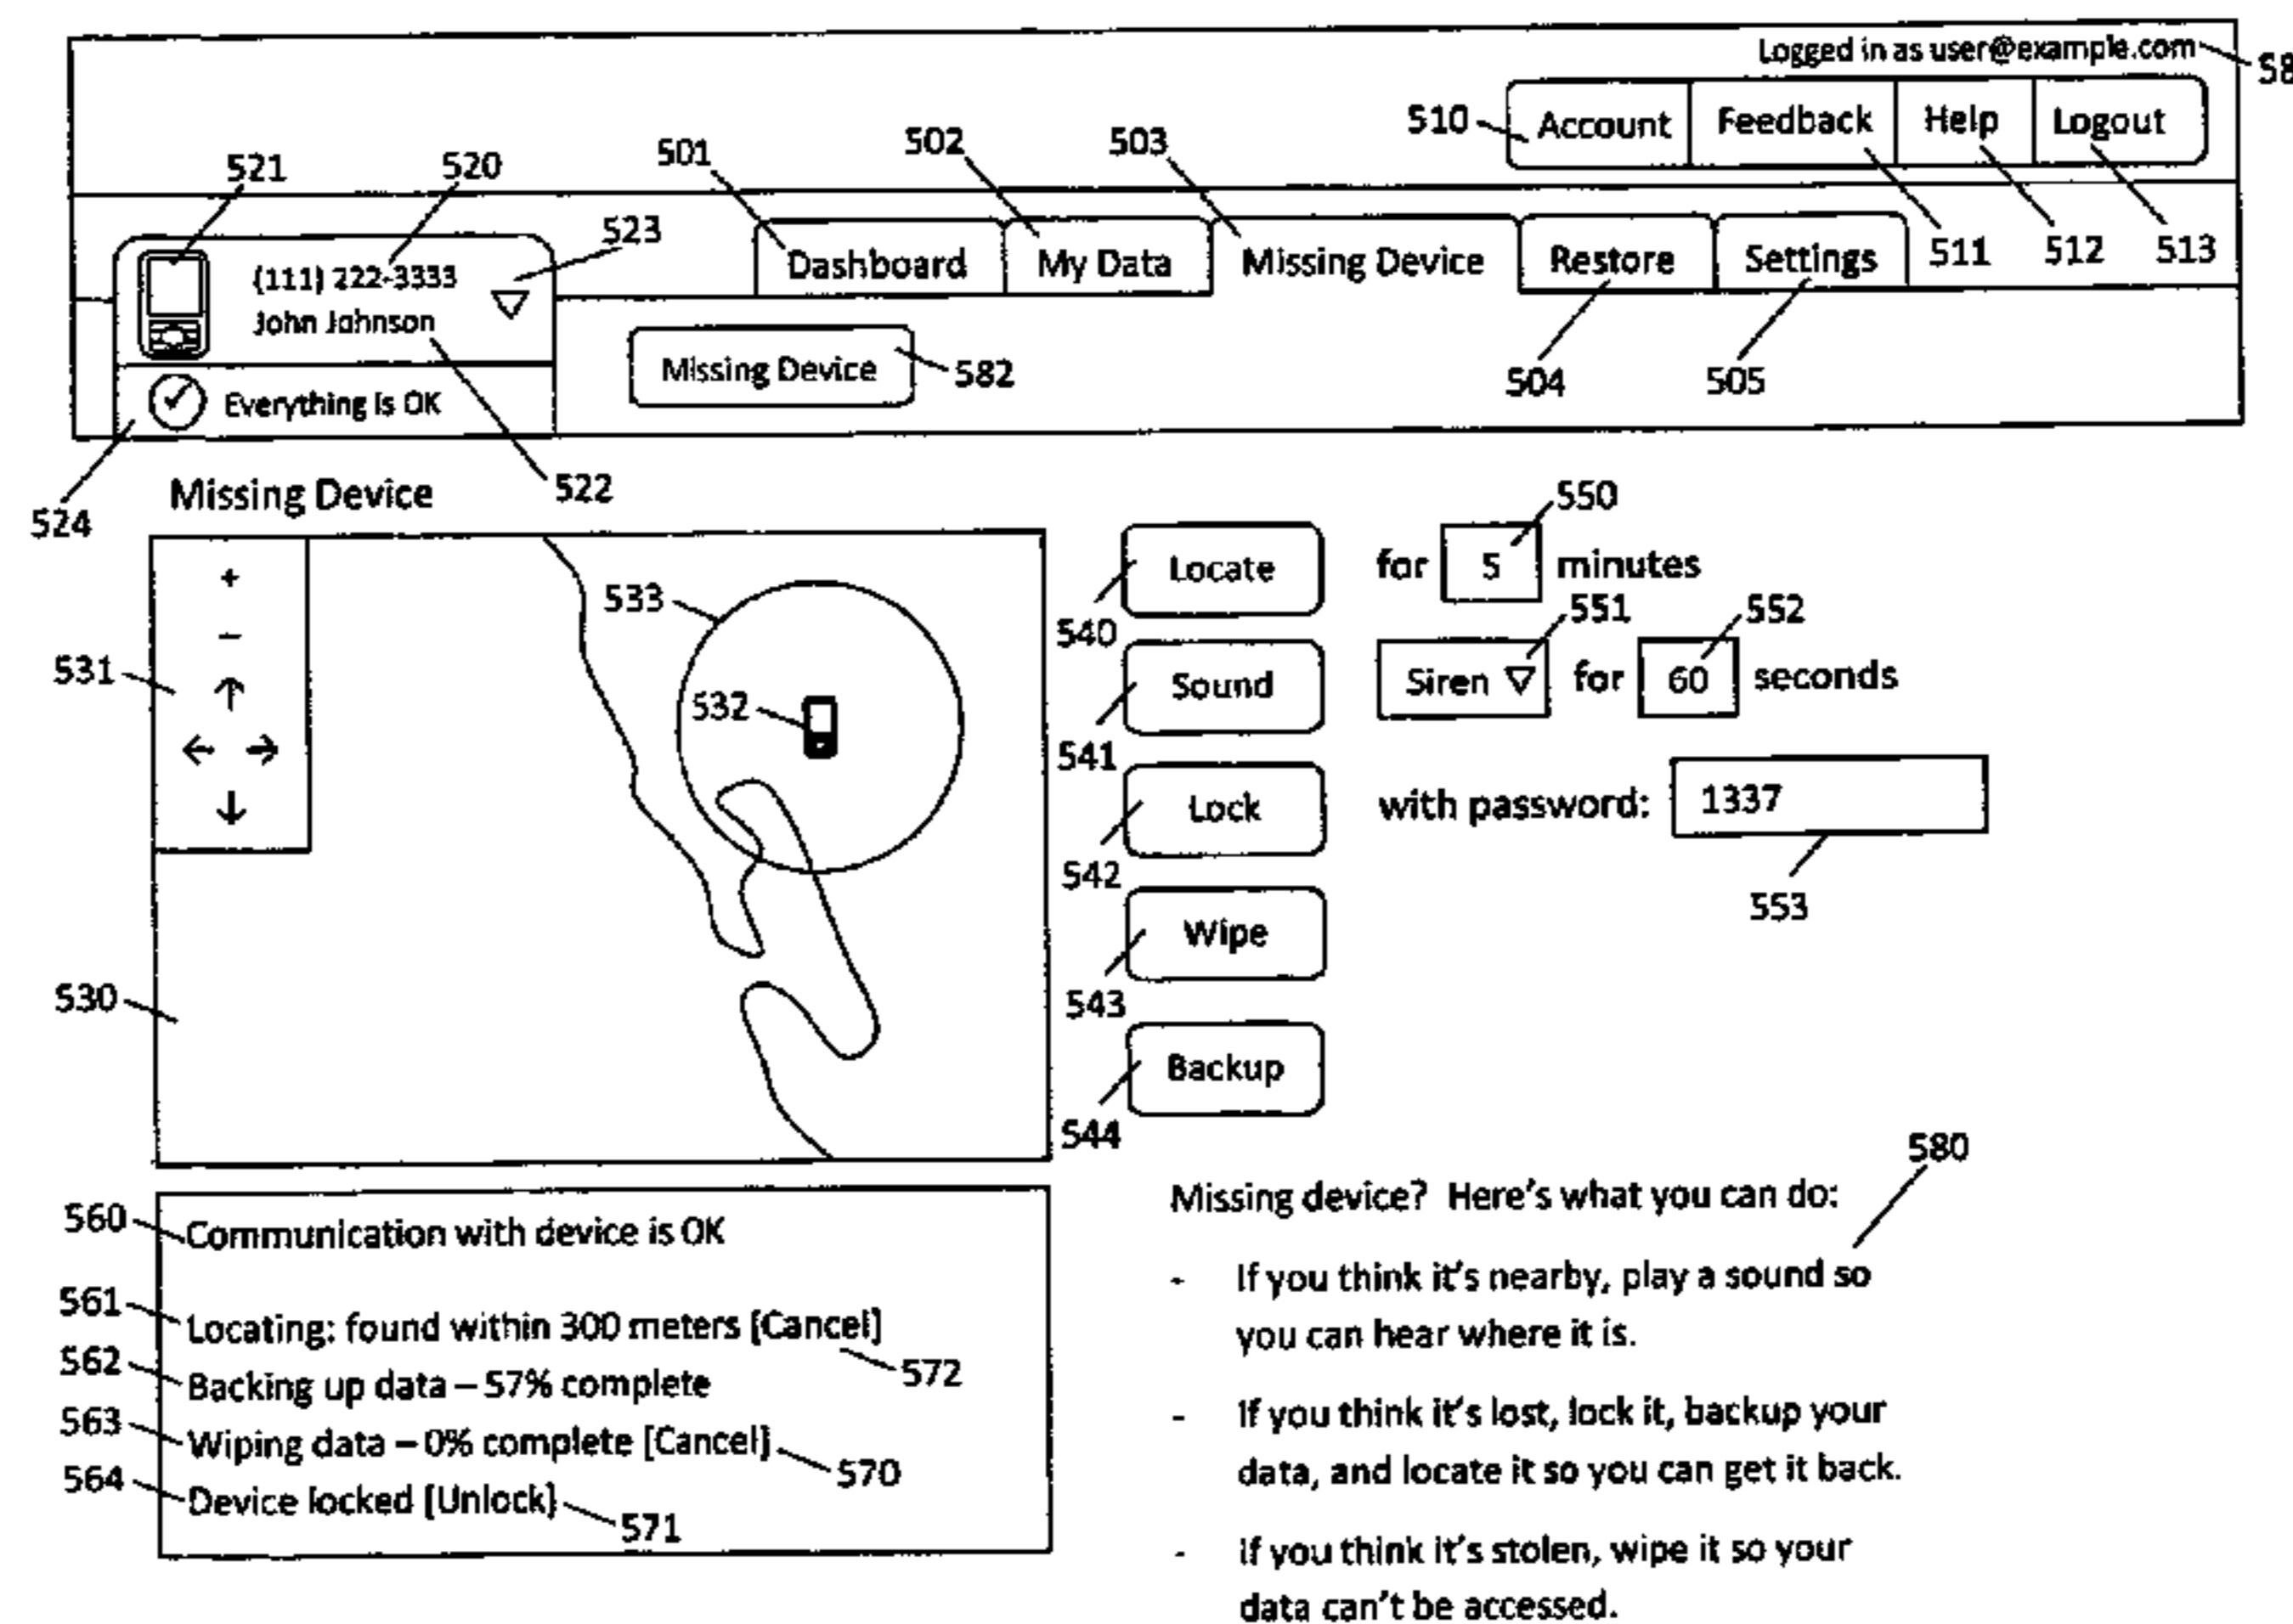 Logged in as user@example.com
58
510 Account Feedback Help Logout
521 520 501 502 503
523 511 512 513
(111) 222-3333
John Johnson
Dashboard My Data Missing Device Restore Settings
Missing Device 582 504 505
Everything is OK
524 522
Missing Device
550
Locate for 5 minutes
540
551 552
Sound Siren for 60 seconds
541
Lock with password: 1337
542
553
Wipe
543
Backup
544
+
-
531
533
532
530
560 Communication with device is OK
561 Locating: found within 300 meters [Cancel]
572
562 Backing up data – 57% complete
563 Wiping data – 0% complete [Cancel]
570
564 Device locked [Unlock]
571
580
Missing device? Here's what you can do:
- If you think it's nearby, play a sound so
you can hear where it is.
- If you think it's lost, lock it, backup your
data, and locate it so you can get it back.
- If you think it's stolen, wipe it so your
data can't be accessed.